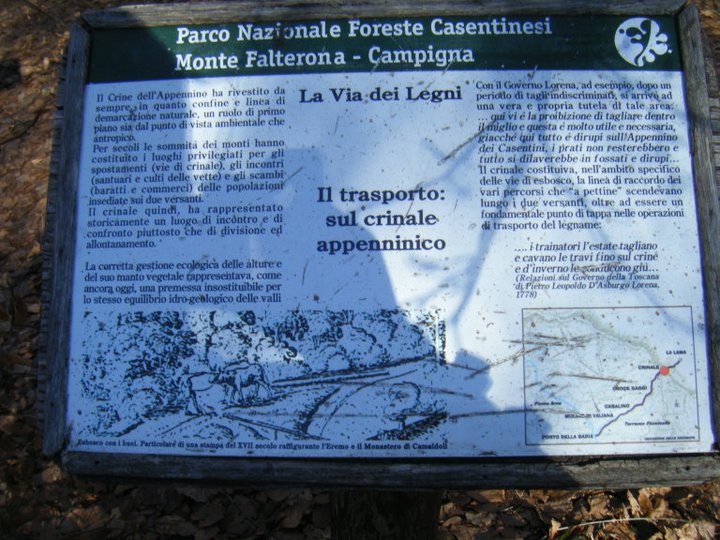 Parco Nazionale Foreste Casentinesi
Monte Falterona - Campigna
La Via dei Legni
Il trasporto:
sul crinale
appenninico
Il Crine dell'Appennino ha rivestito da
sempre, in quanto confine e linea di
demarcazione naturale, un ruolo di primo
piano sia dal punto di vista ambientale che
antropico.
Per secoli le sommità dei monti hanno
costituito i luoghi privilegiati per gli
spostamenti (vie di crinale), gli incontri
(santuari e culti delle vette) e gli scambi
(baratti e commerci) delle popolazioni
insediate sui due versanti.
Il crinale quindi, ha rappresentato
storicamente un luogo di incontro e di
confronto piuttosto che di divisione ed
allontanamento.
La corretta gestione ecologica delle alture e
del suo manto vegetale rappresentava, come
ancora oggi, una premessa insostituibile per
lo stesso equilibrio idro-geologico delle valli
Con il Governo Lorena, ad esempio, dopo un
periodo di tagli indiscriminati, si arrivò ad
una vera e propria tutela di tale area:
... qui vi è la proibizione di tagliare dentro
il miglio e questa è molto utile e necessaria,
giacché qui tutto è dirupi sull'Appennino
dei Casentini, i prati non resterebbero e
tutto si dilaverebbe in fossati e dirupi...
Il crinale costituiva, nell'ambito specifico
delle vie di esbosco, la linea di raccordo dei
vari percorsi che "a pettine" scendevano
lungo i due versanti, oltre ad essere un
fondamentale punto di tappa nelle operazioni
di trasporto del legname:
.... i trainatori l'estate tagliano
e cavano le travi fino sul crine
e d'inverno le conducono giù...
(Relazioni sul Governo della Toscana
di Pietro Leopoldo D'Asburgo Lorena,
1778)
Esbosco con i buoi. Particolare di una stampa del XVII secolo raffigurante l'Eremo e il Monastero di Camaldoli
LA LAMA
CRINALE
CROCE GAGGI
CASALINO
MOLINO DI VALIANA
PORTO DELLA BADIA